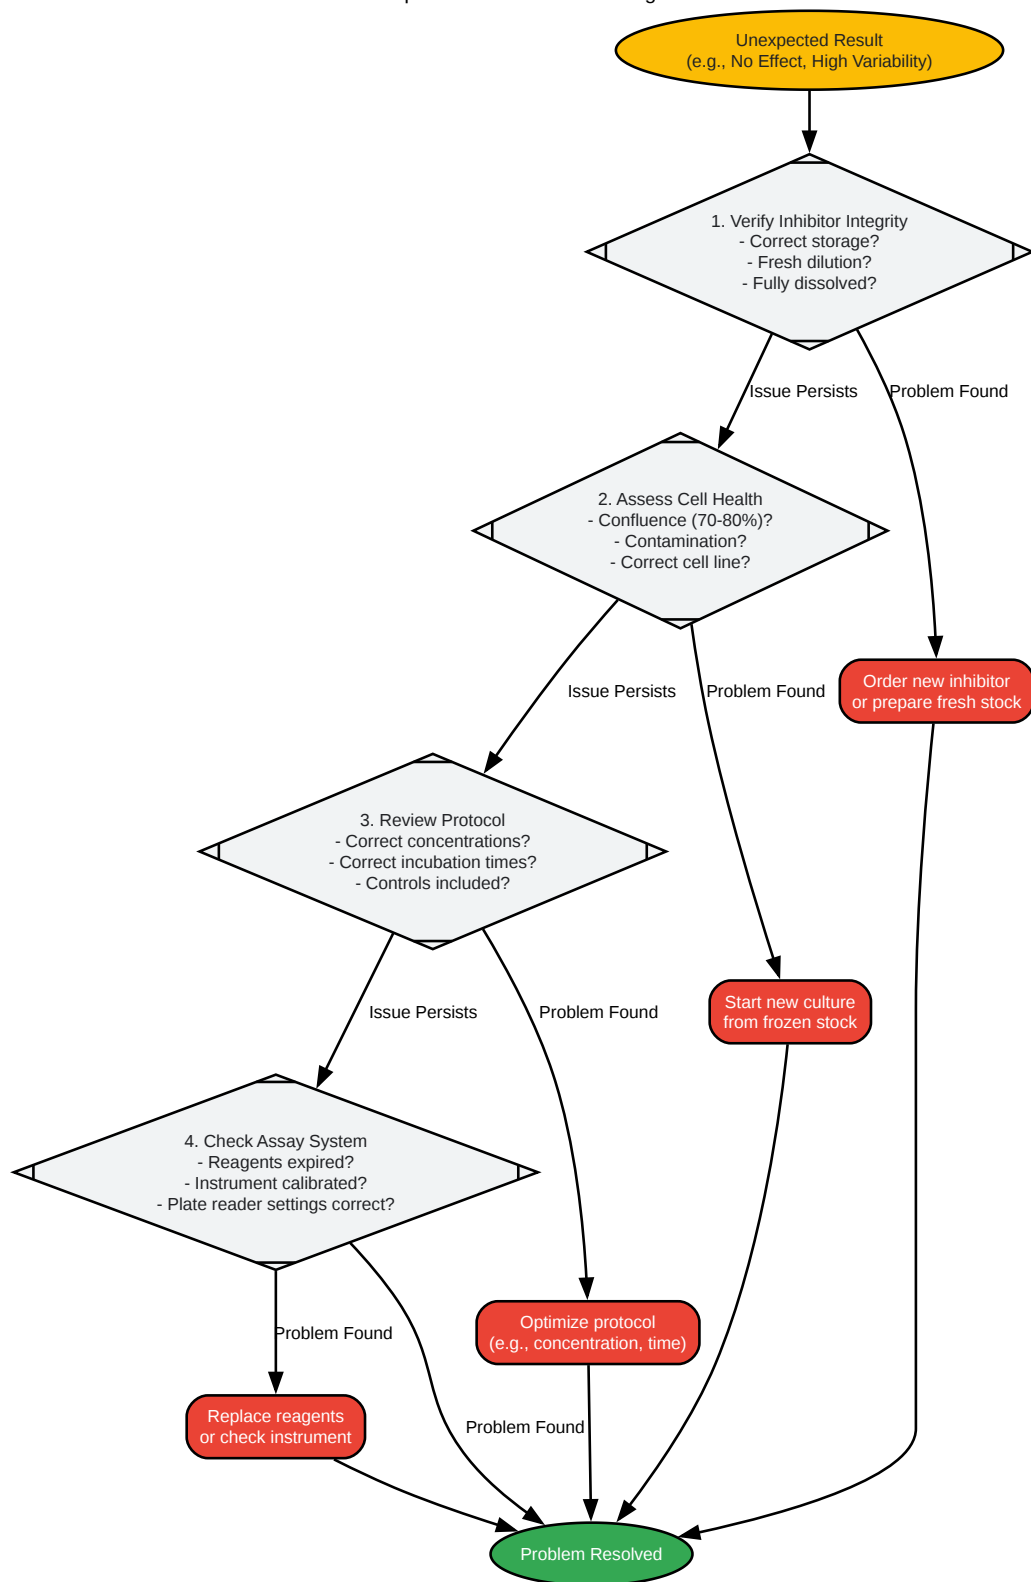 Unexpected Result
(e.g., No Effect, High Variability)
1. Verify Inhibitor Integrity
- Correct storage?
- Fresh dilution?
- Fully dissolved?
Issue Persists
Problem Found
2. Assess Cell Health
- Confluence (70-80%)?
- Contamination?
- Correct cell line?
Issue Persists
Problem Found
Order new inhibitor
or prepare fresh stock
3. Review Protocol
- Correct concentrations?
- Correct incubation times?
- Controls included?
Issue Persists
Problem Found
Start new culture
from frozen stock
4. Check Assay System
- Reagents expired?
- Instrument calibrated?
- Plate reader settings correct?
Problem Found
Optimize protocol
(e.g., concentration, time)
Replace reagents
or check instrument
Problem Found
Problem Resolved